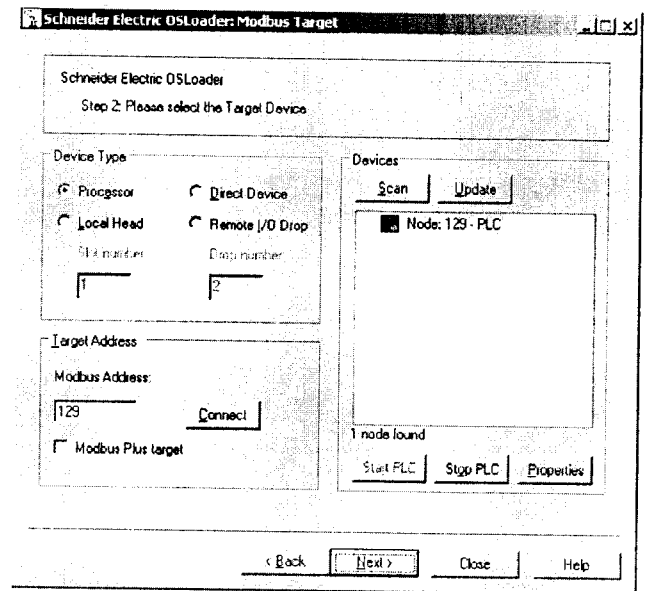 Schneider Electric OSLoader: Modbus Target
Schneider Electric OSLoader
Step 2: Please select the Target Device
Device Type
Processor
Direct Device
Local Head
Remote I/O Drop
Slot number
Drop number
1
2
Target Address
Modbus Address:
129
Connect
Modbus Plus target
Devices
Scan
Update
Node: 129 - PLC
1 node found
Start PLC
Stop PLC
Properties
< Back
Next >
Close
Help